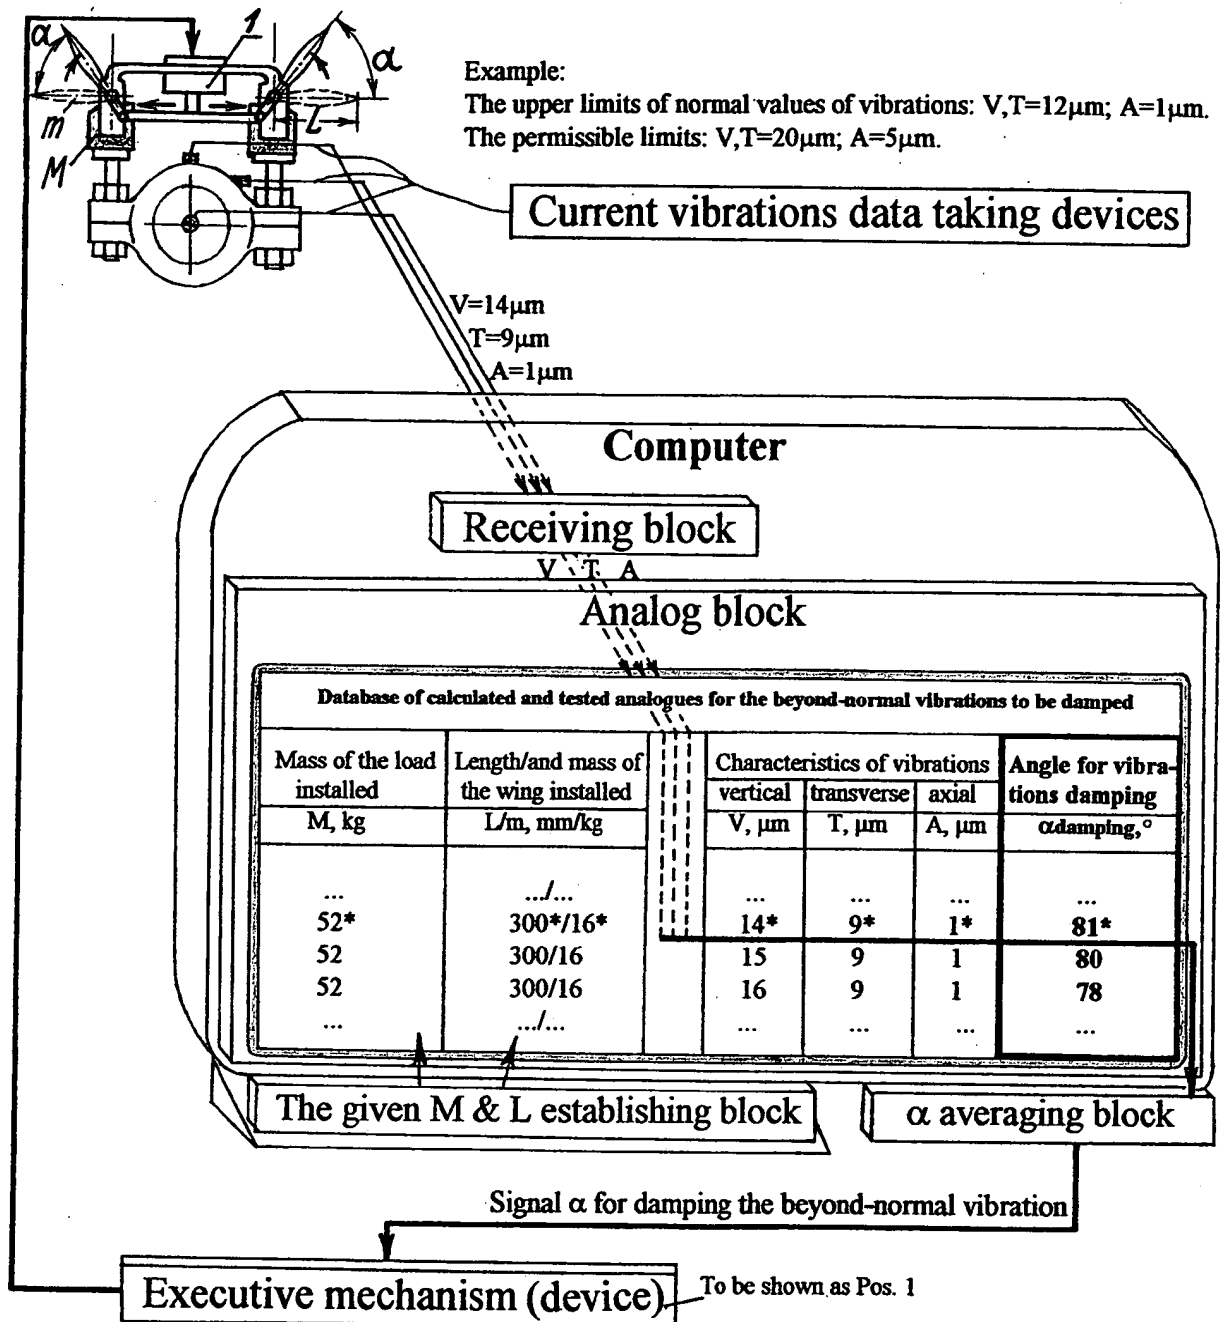 α
1
α
m
L
M
Example:
The upper limits of normal values of vibrations: V,T=12μm; A=1μm.
The permissible limits: V,T=20μm; A=5μm.
Current vibrations data taking devices
V=14μm
T=9μm
A=1μm
Computer
Receiving block
V T A
Analog block
Database of calculated and tested analogues for the beyond-normal vibrations to be damped
Mass of the load
installed
M, kg
Length/and mass of
the wing installed
L/m, mm/kg
Characteristics of vibrations
vertical transverse axial
V, μm T, μm A, μm
Angle for vibra-
tions damping
αdamping,°
... .../... ... ... ... ...
52* 300*/16* 14* 9* 1* 81*
52 300/16 15 9 1 80
52 300/16 16 9 1 78
... .../... ... ... ... ...
The given M & L establishing block
α averaging block
Signal α for damping the beyond-normal vibration
Executive mechanism (device)
To be shown as Pos. 1